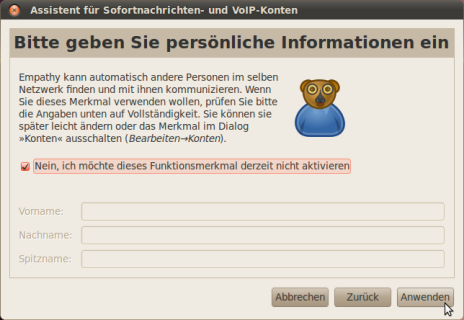 Assistent für Sofortnachrichten- und VoIP-Konten
Bitte geben Sie persönliche Informationen ein
Empathy kann automatisch andere Personen im selben
Netzwerk finden und mit ihnen kommunizieren. Wenn
Sie dieses Merkmal verwenden wollen, prüfen Sie bitte
die Angaben unten auf Vollständigkeit. Sie können sie
später leicht ändern oder das Merkmal im Dialog
»Konten« ausschalten (Bearbeiten→Konten).
Nein, ich möchte dieses Funktionsmerkmal derzeit nicht aktivieren
Vorname:
Nachname:
Spitzname:
Abbrechen Zurück Anwenden